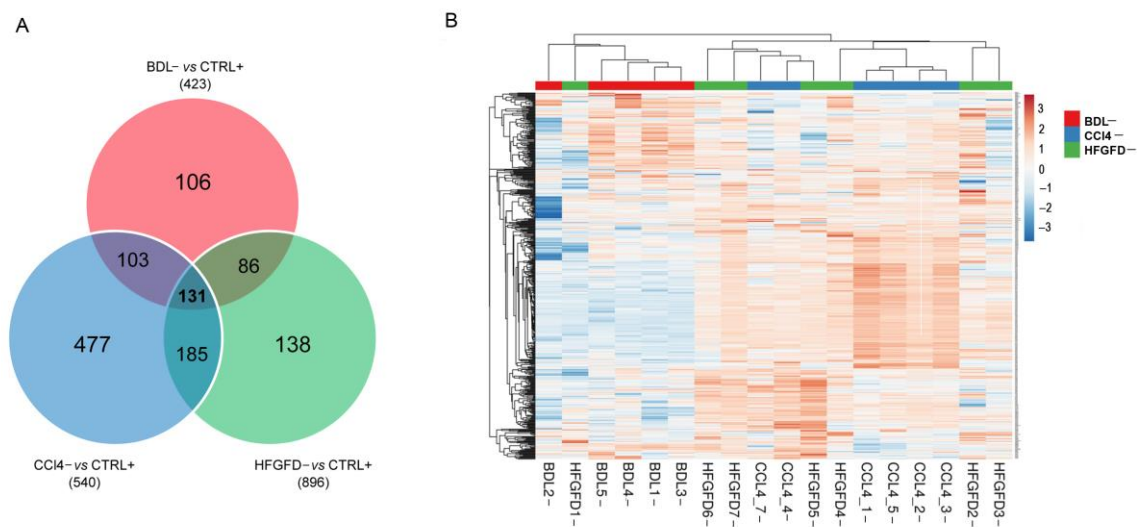 A
BDL– vs CTRL+
(423)
106
103
86
131
477
185
138
CCl4– vs CTRL+
(540)
HFGFD– vs CTRL+
(896)
B
3
2
1
0
–1
–2
–3
BDL–
CCl4 –
HFGFD–
BDL2–
HFGFD1–
BDL5–
BDL4–
BDL1–
BDL3–
HFGFD6–
HFGFD7–
CCL4_7–
CCL4_4–
HFGFD5–
HFGFD4–
CCL4_1–
CCL4_5–
CCL4_2–
CCL4_3–
HFGFD2–
HFGFD3–